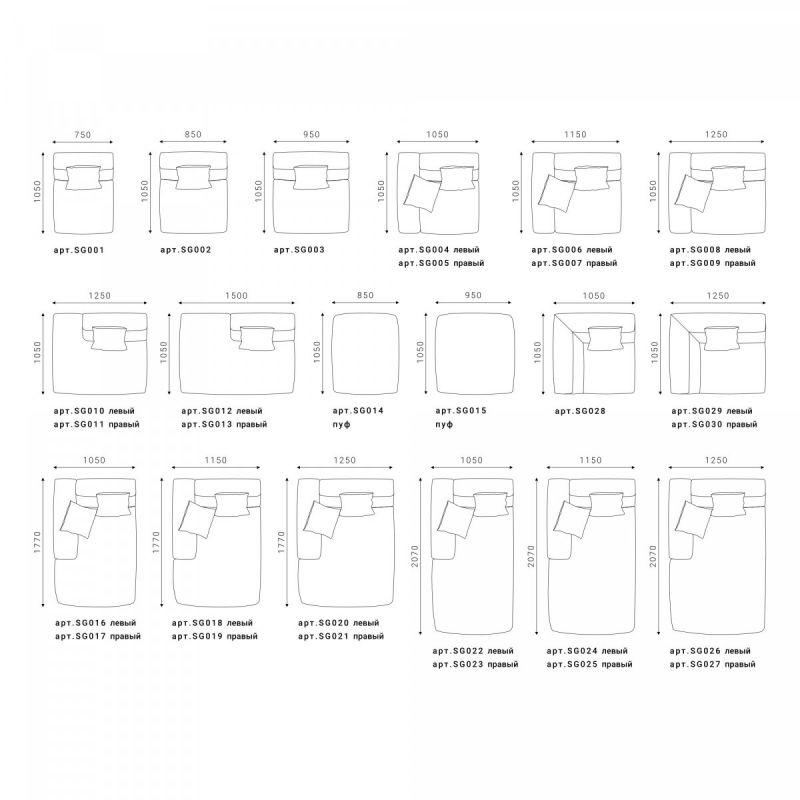 750
850
950
1050
1150
1250
1050
1050
1050
1050
1050
1050
арт.SG001
арт.SG002
арт.SG003
арт.SG004 левый
арт.SG005 правый
арт.SG006 левый
арт.SG007 правый
арт.SG008 левый
арт.SG009 правый
1250
1500
850
950
1050
1250
1050
1050
1050
1050
1050
1050
арт.SG010 левый
арт.SG011 правый
арт.SG012 левый
арт.SG013 правый
арт.SG014
пуф
арт.SG015
пуф
арт.SG028
арт.SG029 левый
арт.SG030 правый
1050
1150
1250
1050
1150
1250
1770
1770
1770
2070
2070
2070
арт.SG016 левый
арт.SG017 правый
арт.SG018 левый
арт.SG019 правый
арт.SG020 левый
арт.SG021 правый
арт.SG022 левый
арт.SG023 правый
арт.SG024 левый
арт.SG025 правый
арт.SG026 левый
арт.SG027 правый